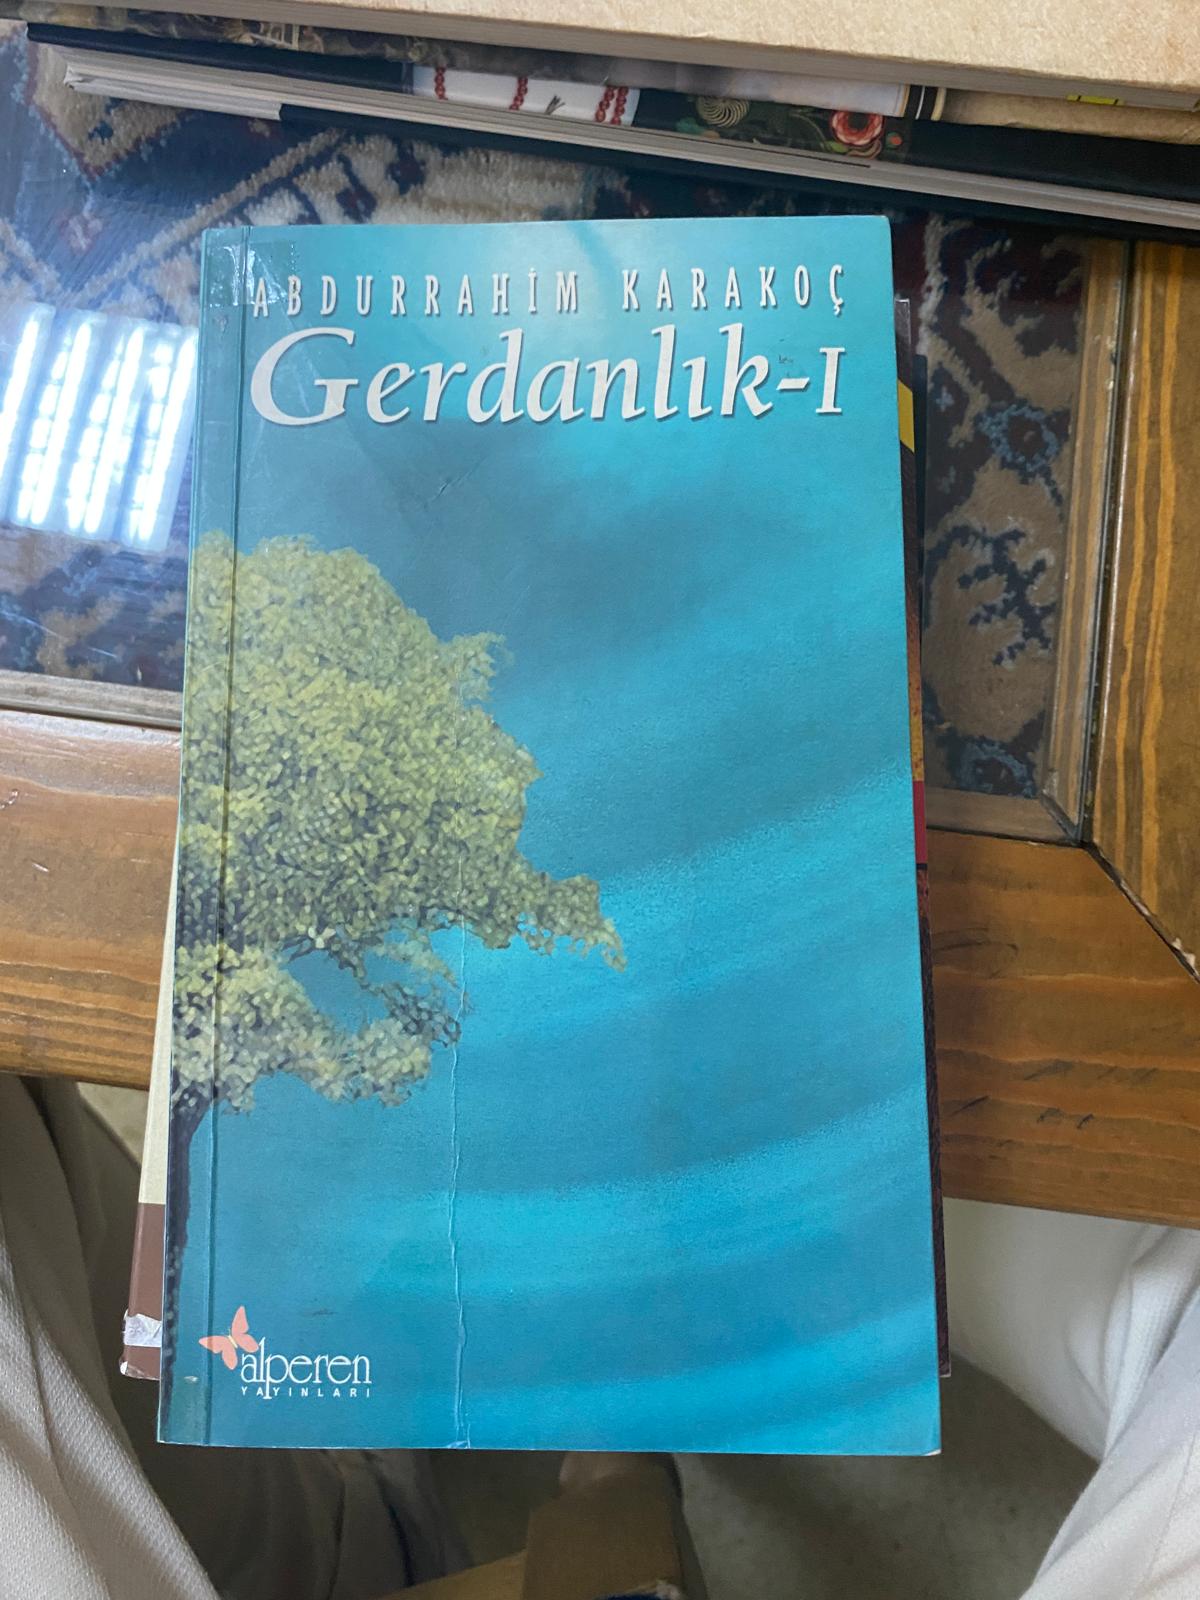 ABDURRAHİM KARAKOÇ
Gerdanlık-I
alperen
YAYINLARI